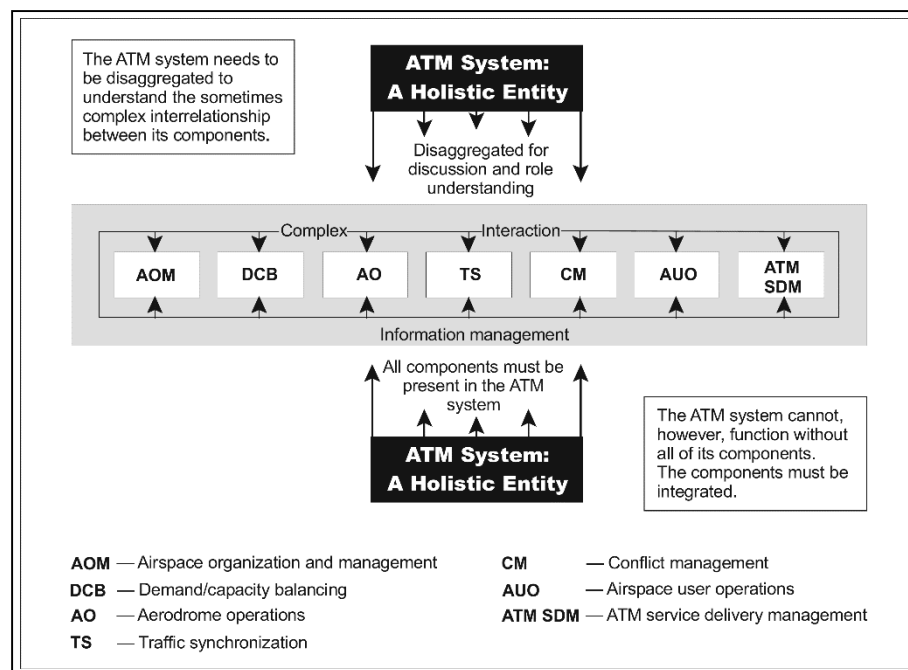 The ATM system needs to
be disaggregated to
understand the sometimes
complex interrelationship
between its components.
ATM System:
A Holistic Entity
Disaggregated for
discussion and role
understanding
Complex Interaction
AOM DCB AO TS CM AUO ATM
SDM
Information management
All components must be
present in the ATM
system
ATM System:
A Holistic Entity
The ATM system cannot,
however, function without
all of its components.
The components must be
integrated.
AOM — Airspace organization and management
DCB — Demand/capacity balancing
AO — Aerodrome operations
TS — Traffic synchronization
CM — Conflict management
AUO — Airspace user operations
ATM SDM — ATM service delivery management